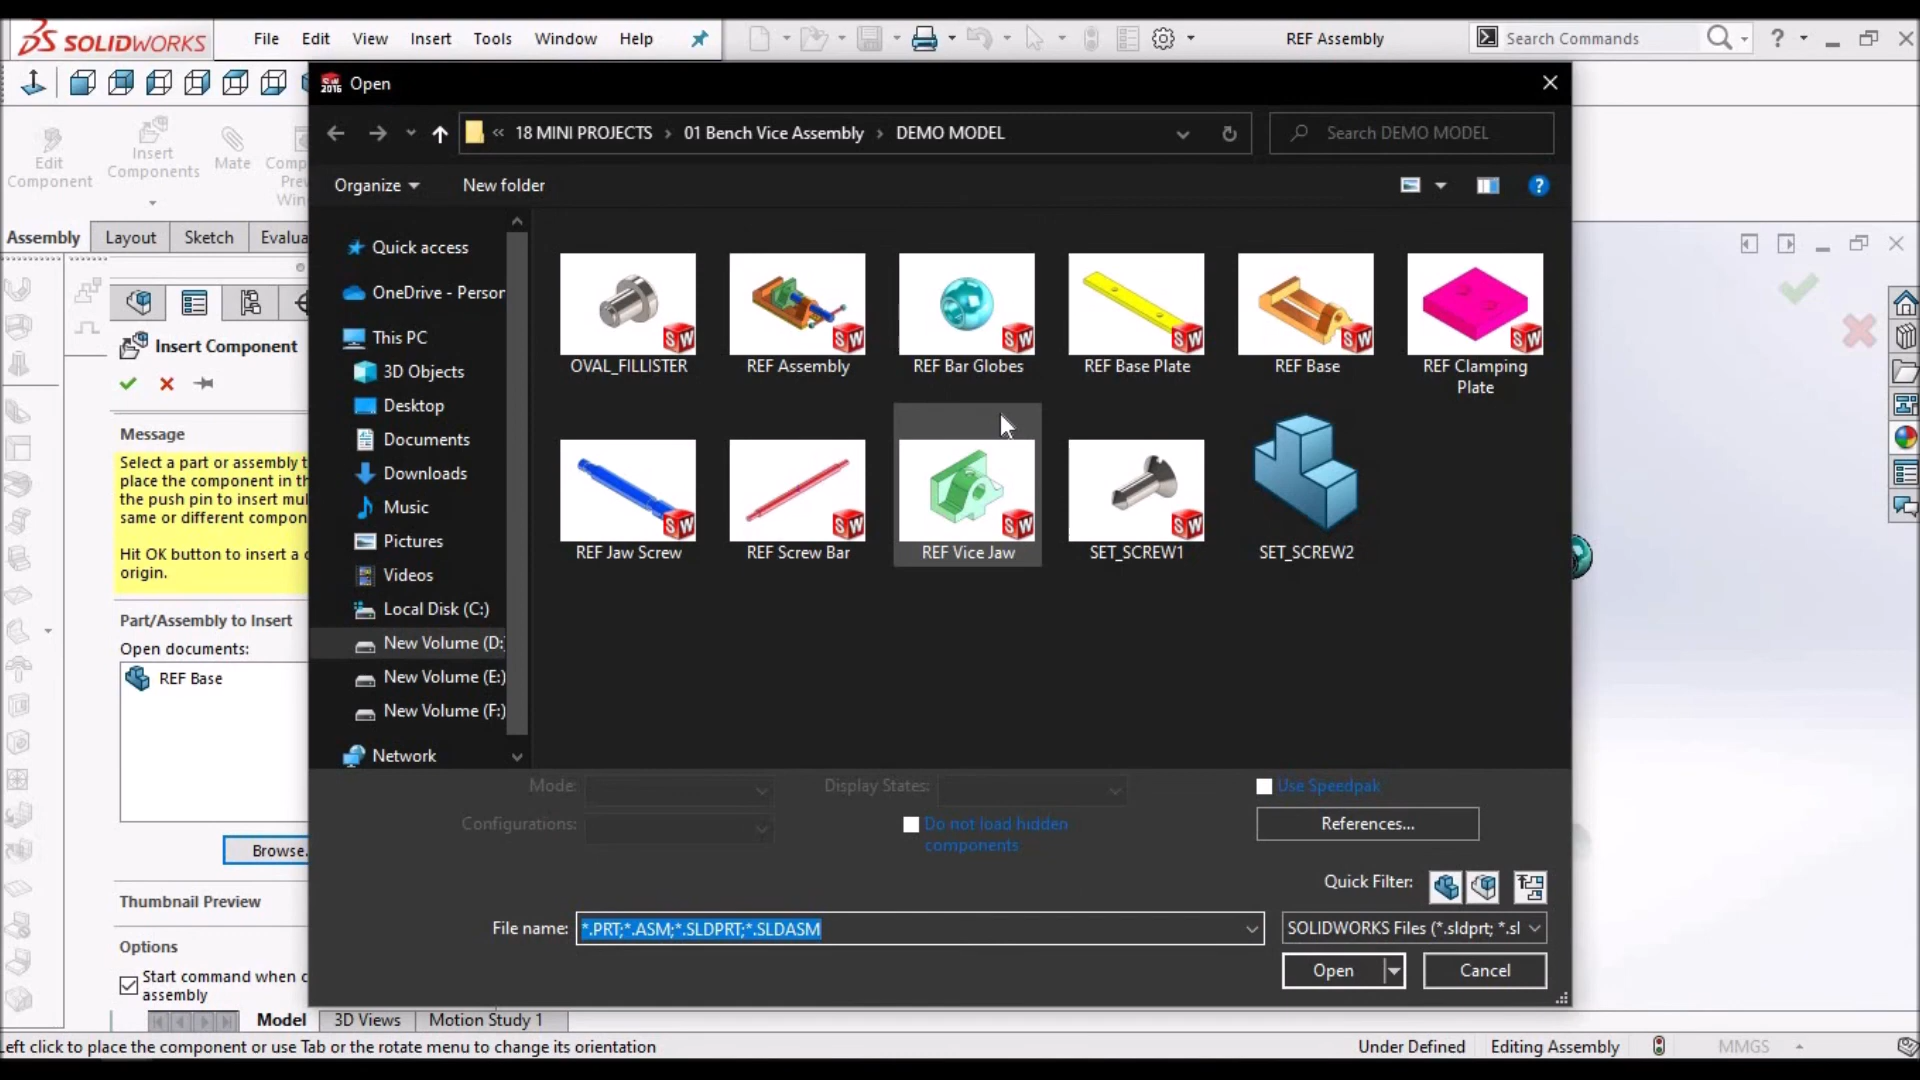 SOLIDWORKS File Edit View Insert Tools Window Help REF Assembly Search Commands ?
SW 2016 Open
« 18 MINI PROJECTS › 01 Bench Vice Assembly › DEMO MODEL Search DEMO MODEL
Edit Component
Insert Components
Mate
Organize New folder ?
Assembly Layout Sketch
Quick access
OneDrive - Person
This PC
3D Objects
Desktop
Documents
Downloads
Music
Pictures
Videos
Local Disk (C:)
New Volume (D:
New Volume (E:)
New Volume (F:)
Network
OVAL_FILLISTER REF Assembly REF Bar Globes REF Base Plate REF Base REF Clamping
Plate
REF Jaw Screw REF Screw Bar REF Vice Jaw SET_SCREW1 SET_SCREW2
Insert Component
Message
Select a part or assembly t
place the component in th
the push pin to insert mul
same or different compon
Hit OK button to insert a c
origin.
Part/Assembly to Insert
Open documents:
REF Base
Browse.
Thumbnail Preview
Options
Start command when c
assembly
Mode: Display States: Use Speedpak
Configurations: Do not load hidden
components References...
Quick Filter:
File name: *.PRT;*.ASM;*.SLDPRT;*.SLDASM SOLIDWORKS Files (*.sldprt; *.sl
Open Cancel
Model 3D Views Motion Study 1
Left click to place the component or use Tab or the rotate menu to change its orientation Under Defined Editing Assembly MMGS